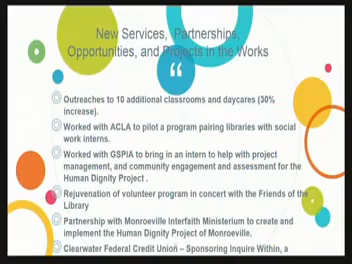 New Services, Partnerships,
Opportunities, and Projects in the Works
“
Outreaches to 10 additional classrooms and daycares (30%
increase).
Worked with ACLA to pilot a program pairing libraries with social
work interns.
Worked with GSPIA to bring in an intern to help with project
management, and community engagement and assessment for the
Human Dignity Project .
Rejuvenation of volunteer program in concert with the Friends of the
Library
Partnership with Monroeville Interfaith Ministerium to create and
implement the Human Dignity Project of Monroeville.
Clearwater Federal Credit Union – Sponsoring Inquire Within, a